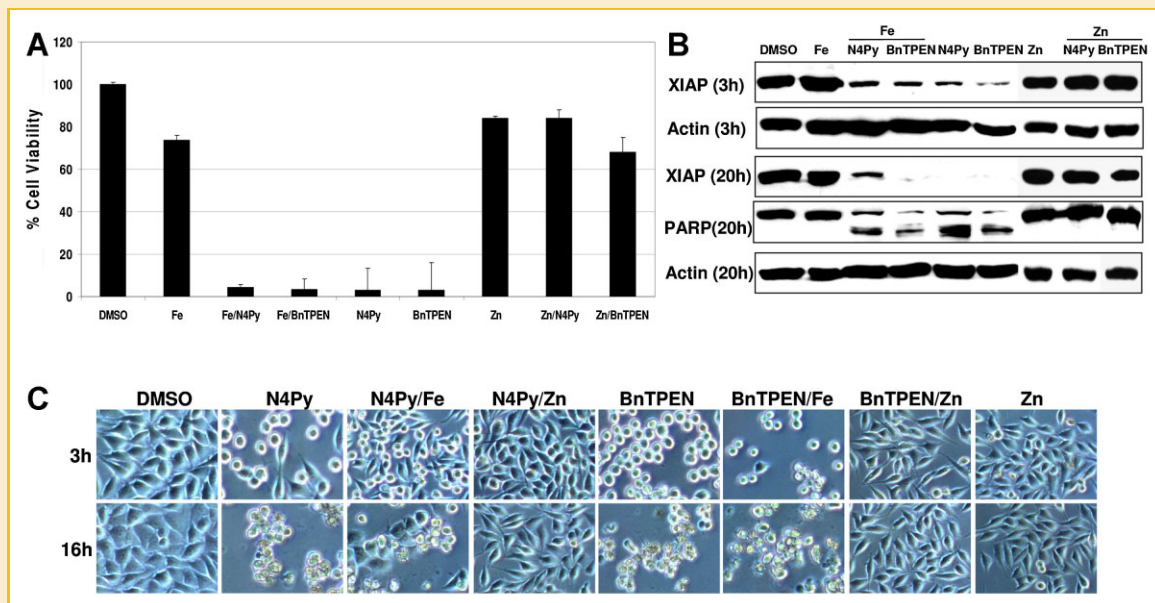 A
% Cell Viability
120
100
80
60
40
20
0
DMSO Fe Fe/N4Py Fe/BnTPEN N4Py BnTPEN Zn Zn/N4Py Zn/BnTPEN
B
Fe Zn
DMSO Fe N4Py BnTPEN N4Py BnTPEN Zn N4Py BnTPEN
XIAP (3h)
Actin (3h)
XIAP (20h)
PARP(20h)
Actin (20h)
C
DMSO N4Py N4Py/Fe N4Py/Zn BnTPEN BnTPEN/Fe BnTPEN/Zn Zn
3h
16h